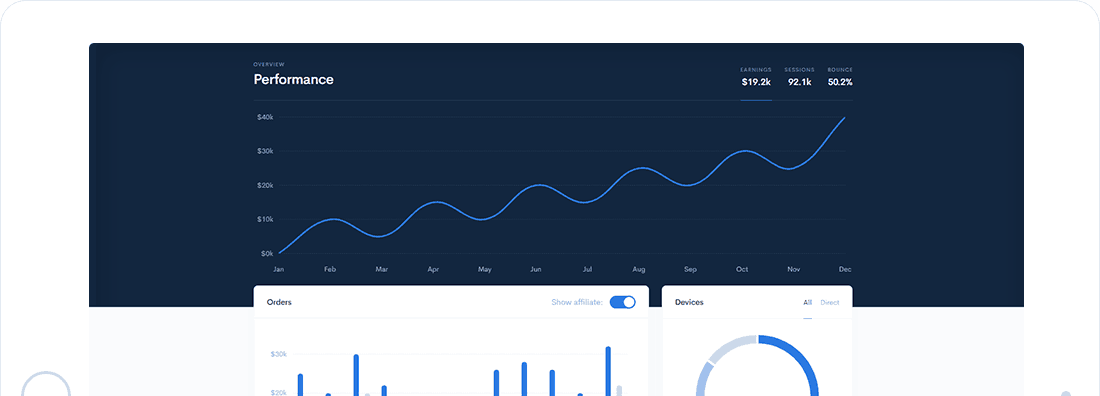 OVERVIEW
Performance
EARNINGS SESSIONS BOUNCE
$19.2k 92.1k 50.2%
$40k
$30k
$20k
$10k
$0k
Jan Feb Mar Apr May Jun Jul Aug Sep Oct Nov Dec
Orders Show affiliate:
Devices All Direct
$30k
$20k